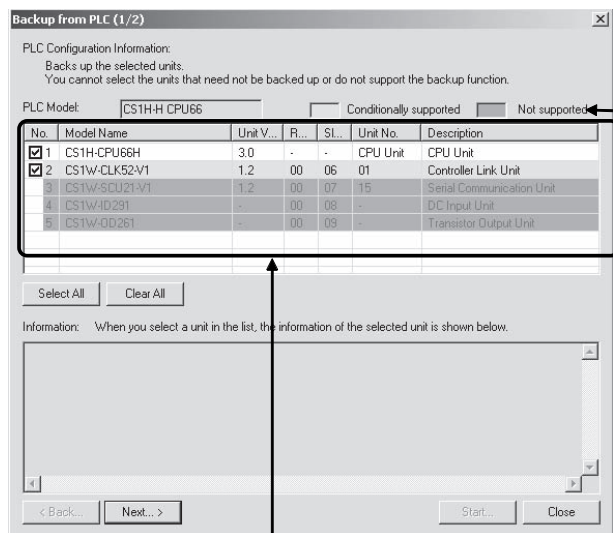 Backup from PLC (1/2)
PLC Configuration Information:
Backs up the selected units.
You cannot select the units that need not be backed up or do not support the backup function.
PLC Model: CS1H-H CPU66 Conditionally supported Not supported
No. Model Name Unit V... R... Sl... Unit No. Description
1 CS1H-CPU66H 3.0 - - CPU Unit CPU Unit
2 CS1W-CLK52-V1 1.2 00 06 01 Controller Link Unit
3 CS1W-SCU21-V1 1.2 00 07 15 Serial Communication Unit
4 CS1W-ID291 - 00 08 - DC Input Unit
5 CS1W-OD261 - 00 09 - Transistor Output Unit
Select All Clear All
Information: When you select a unit in the list, the information of the selected unit is shown below.
< Back... Next... > Start... Close